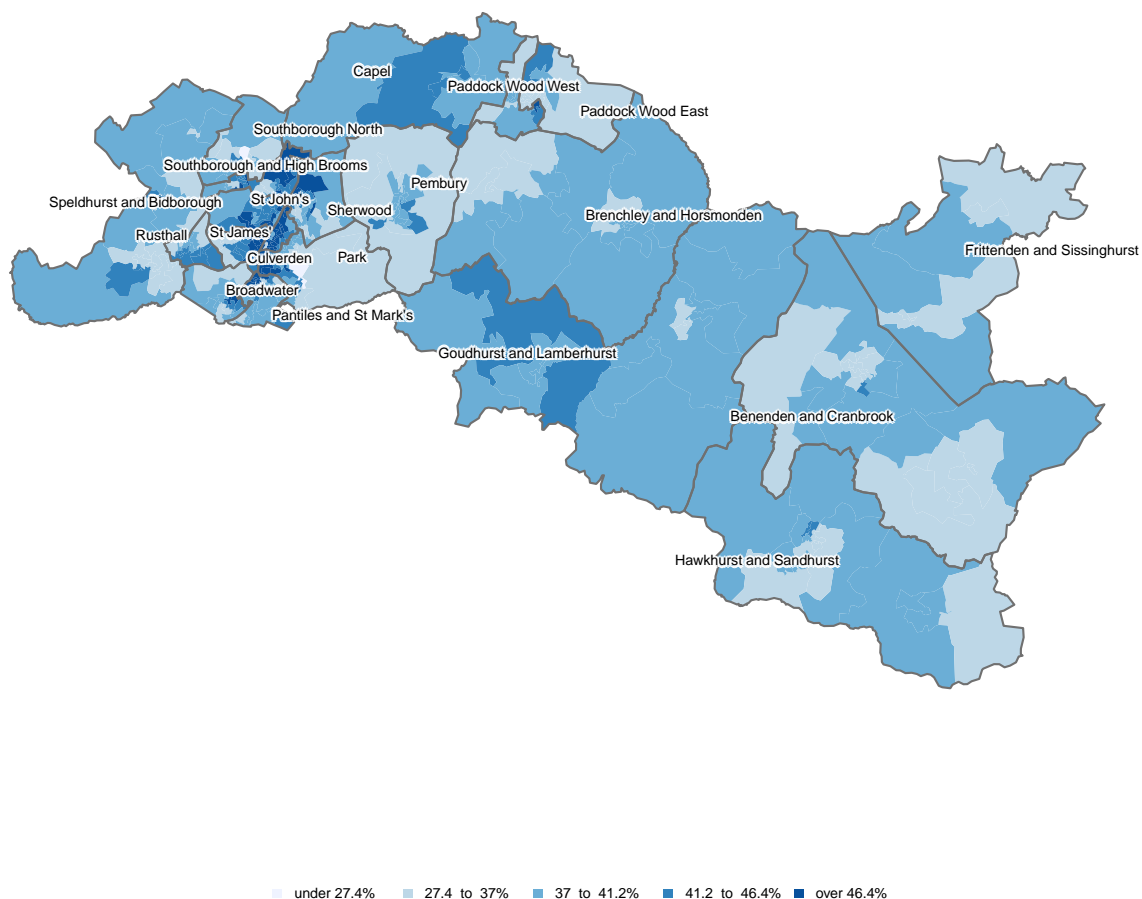 Capel
Paddock Wood West
Paddock Wood East
Southborough North
Southborough and High Brooms
Pembury
Speldhurst and Bidborough
St John's
Sherwood
Brenchley and Horsmonden
Rusthall
St James'
Frittenden and Sissinghurst
Culverden
Park
Broadwater
Pantiles and St Mark's
Goudhurst and Lamberhurst
Benenden and Cranbrook
Hawkhurst and Sandhurst
under 27.4% 27.4 to 37% 37 to 41.2% 41.2 to 46.4% over 46.4%